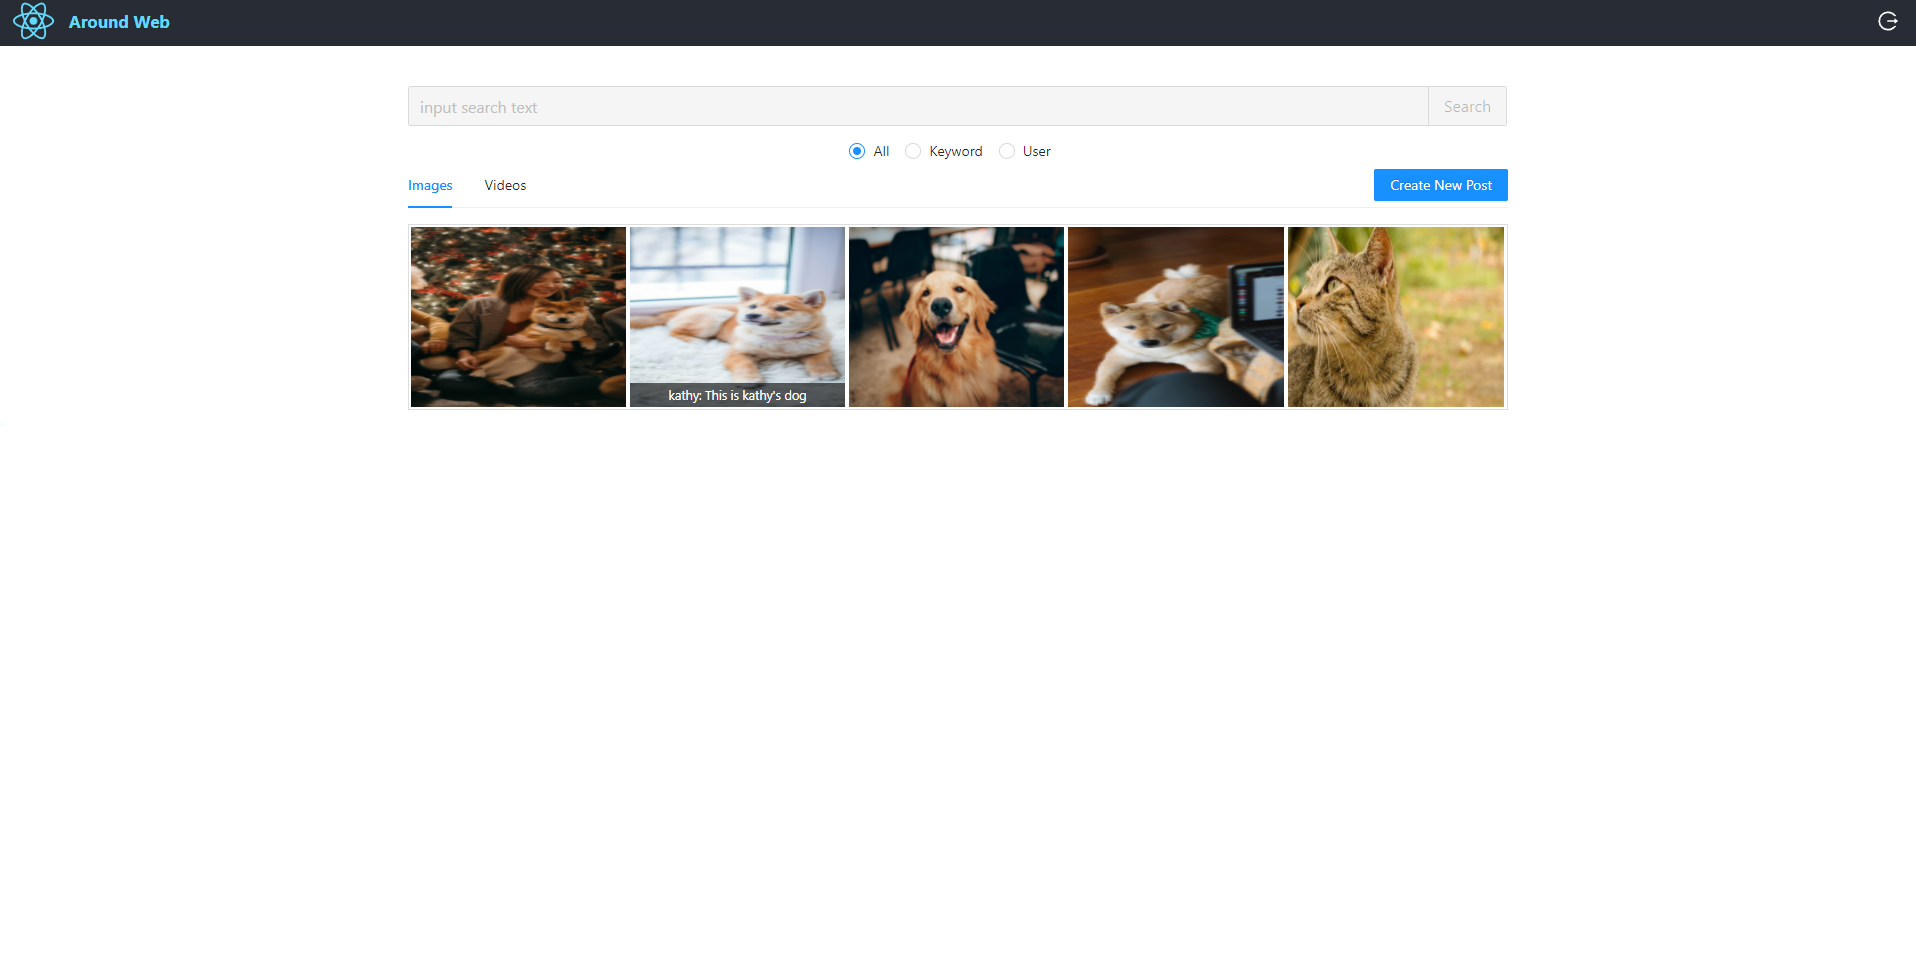 Around Web
input search text
Search
All
Keyword
User
Images
Videos
Create New Post
kathy: This is kathy's dog